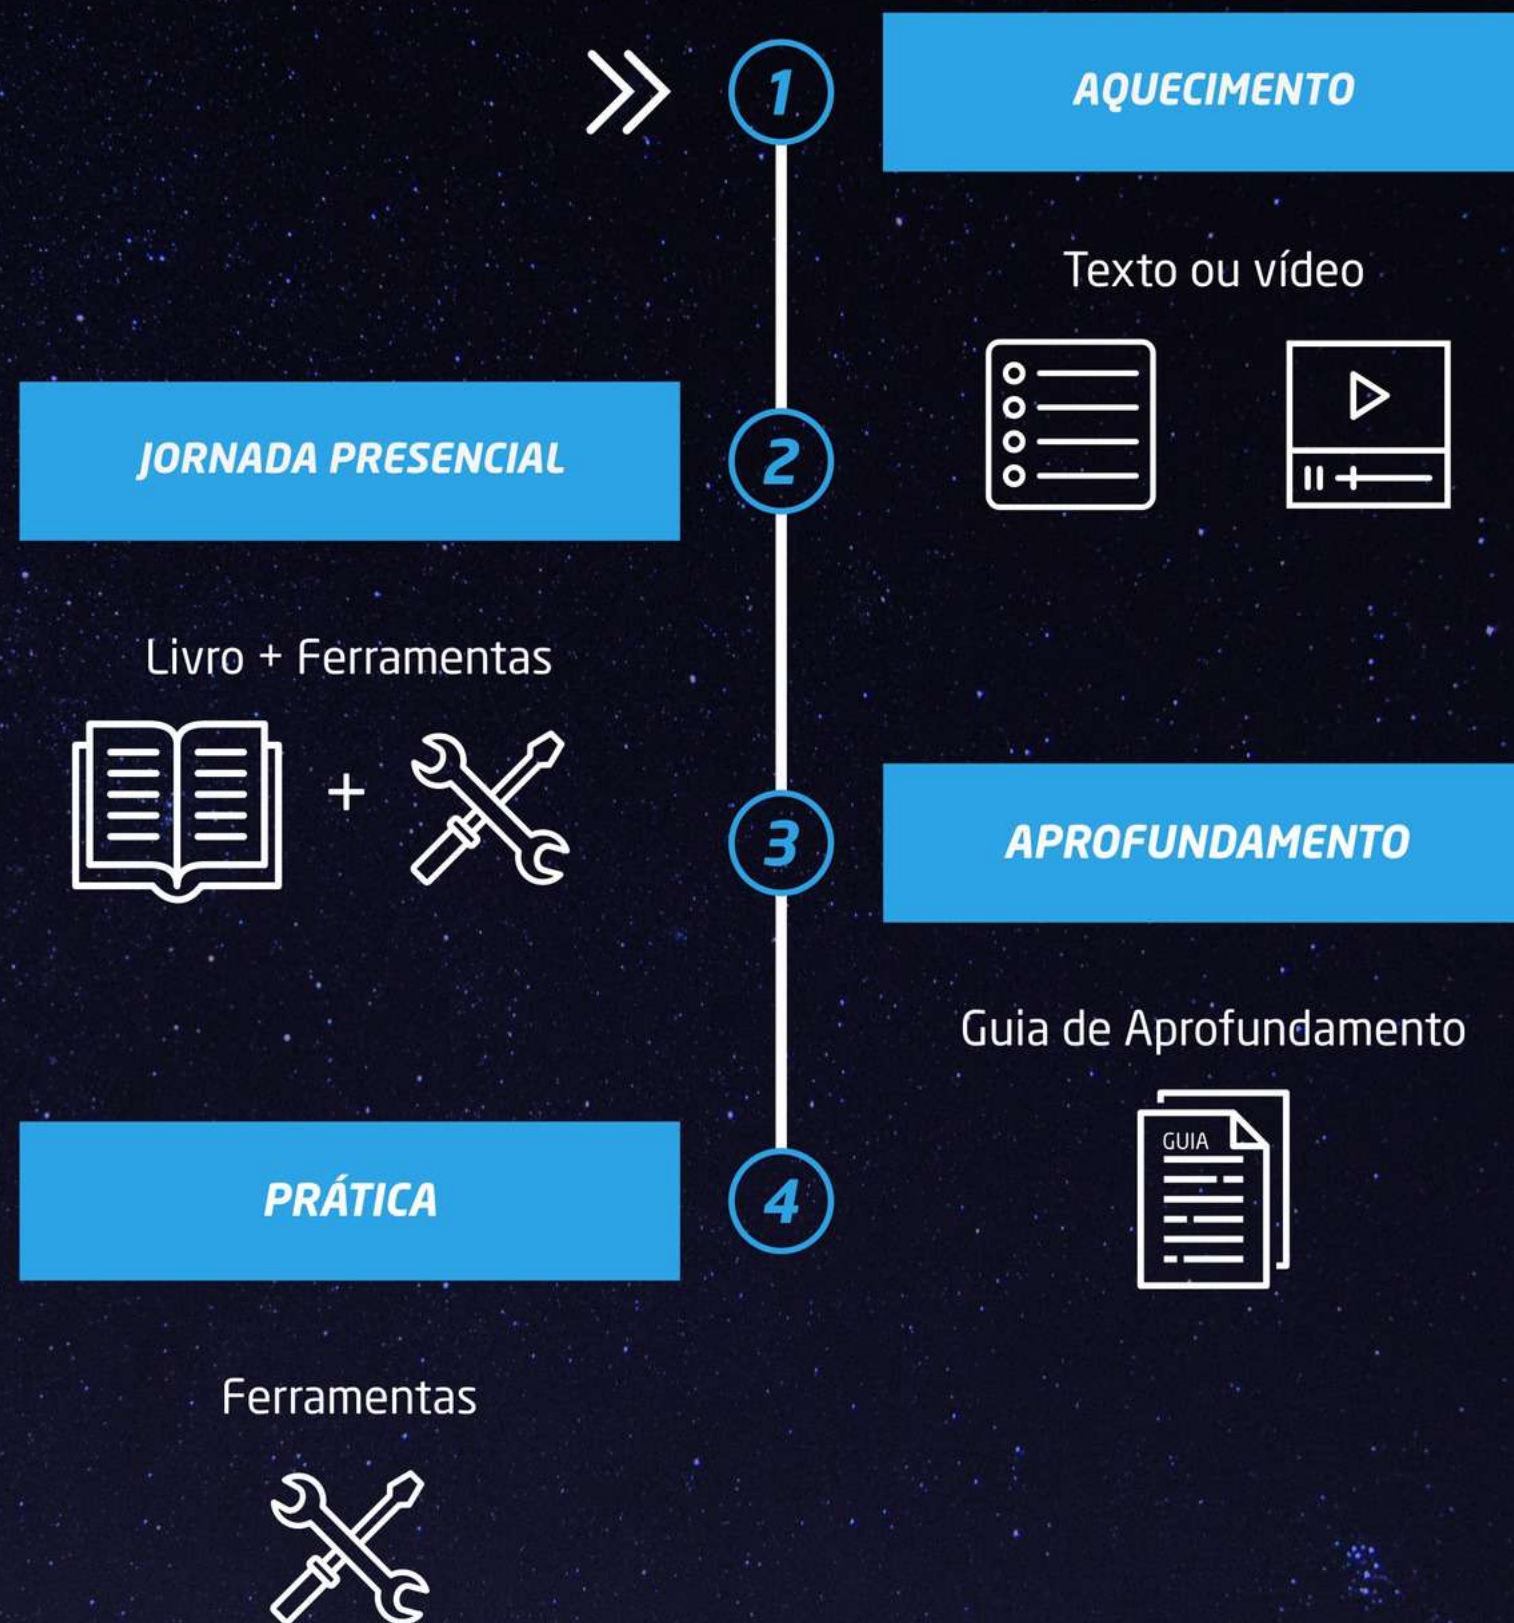 1
AQUECIMENTO
Texto ou vídeo
2
JORNADA PRESENCIAL
Livro + Ferramentas
+
3
APROFUNDAMENTO
Guia de Aprofundamento
GUIA
4
PRÁTICA
Ferramentas